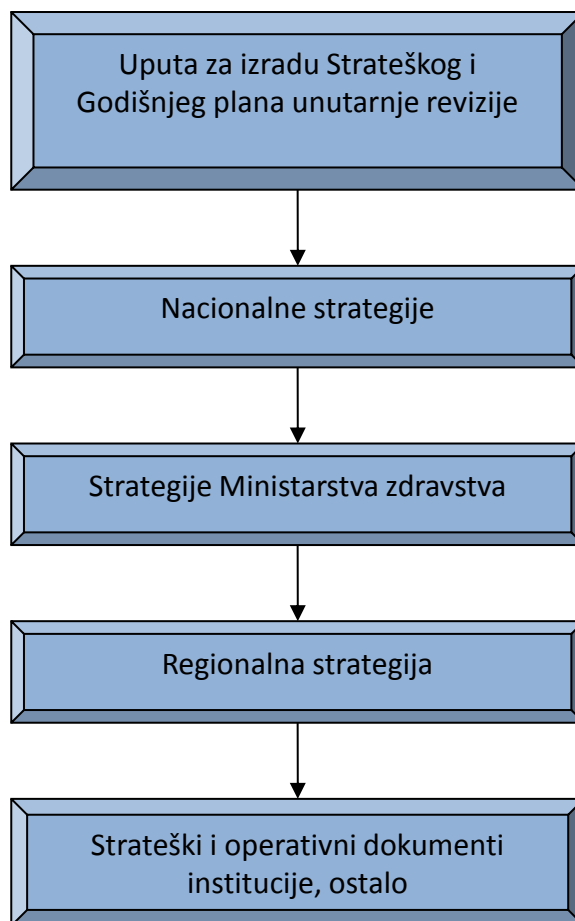 Uputa za izradu Strateškog i
Godišnjeg plana unutarnje revizije
Nacionalne strategije
Strategije Ministarstva zdravstva
Regionalna strategija
Strateški i operativni dokumenti
institucije, ostalo